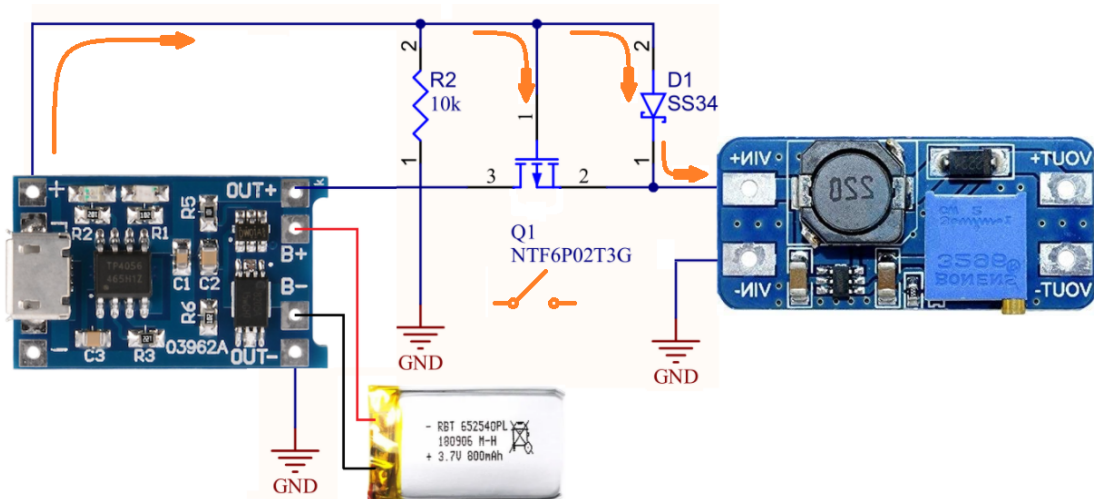 2
R2
10k
1
1
2
D1
SS34
1
3
2
Q1
NTF6P02T3G
GND
GND
GND
+
OUT+
R5
R2
R1
B+
TP4056
C1
C2
B-
R6
C3
R3
03962A
OUT-
-
- RBT 652540PL
180906 M-H
+ 3.7V 800mAh
VIN+
220
VOUT+
3588
VIN-
VOUT-